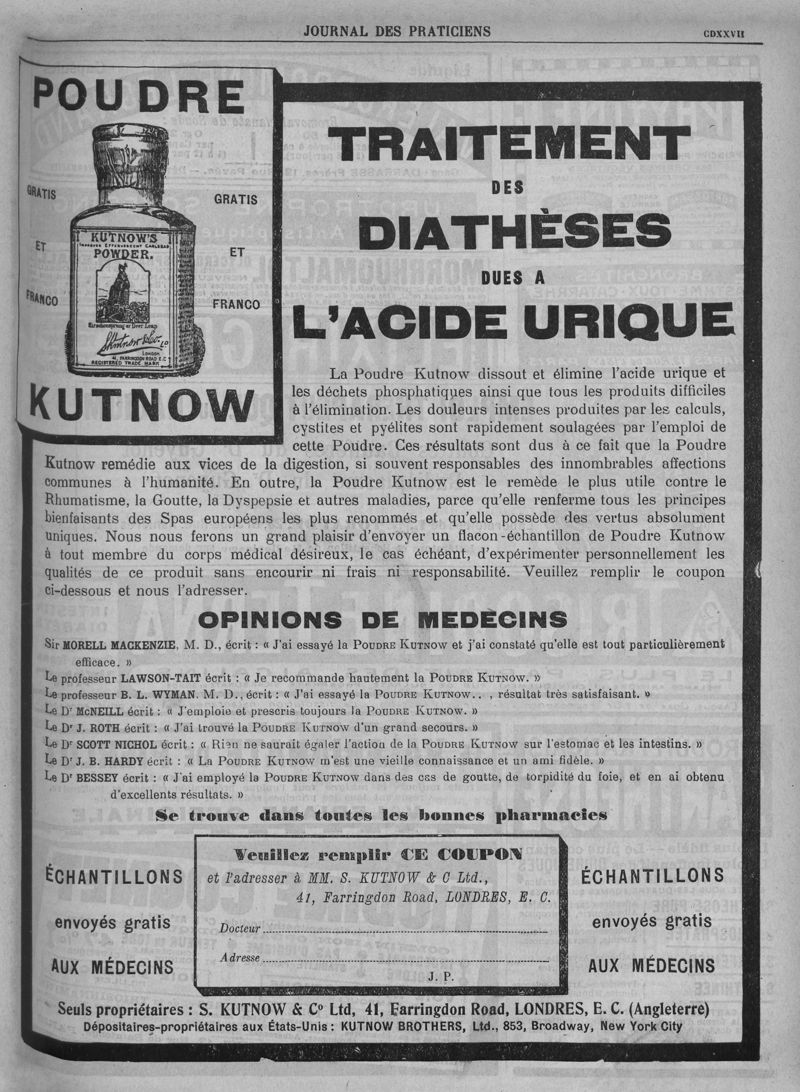 JOURNAL DES PRATICIENS
CDXXVII
POUDRE
GRATIS
ET
FRANCO
KUTNOW'S
IMPROVED EFFERVESCENT CARLSBAD
POWDER.
Hirschensprung or Deer Leap
S. Kutnow & Co. Ld
LONDON
41, FARRINGDON ROAD E.C.
REGISTERED TRADE MARK
GRATIS
ET
FRANCO
KUTNOW
TRAITEMENT
DES
DIATHÈSES
DUES A
L'ACIDE URIQUE
La Poudre Kutnow dissout et élimine l'acide urique et
les déchets phosphatiques ainsi que tous les produits difficiles
à l'élimination. Les douleurs intenses produites par les calculs,
cystites et pyélites sont rapidement soulagées par l'emploi de
cette Poudre. Ces résultats sont dus à ce fait que la Poudre
Kutnow remédie aux vices de la digestion, si souvent responsables des innombrables affections
communes à l'humanité. En outre, la Poudre Kutnow est le remède le plus utile contre le
Rhumatisme, la Goutte, la Dyspepsie et autres maladies, parce qu'elle renferme tous les principes
bienfaisants des Spas européens les plus renommés et qu'elle possède des vertus absolument
uniques. Nous nous ferons un grand plaisir d'envoyer un flacon-échantillon de Poudre Kutnow
à tout membre du corps médical désireux, le cas échéant, d'expérimenter personnellement les
qualités de ce produit sans encourir ni frais ni responsabilité. Veuillez remplir le coupon
ci-dessous et nous l'adresser.
OPINIONS DE MEDECINS
Sir MORELL MACKENZIE, M. D., écrit : « J'ai essayé la POUDRE KUTNOW et j'ai constaté qu'elle est tout particulièrement
efficace. »
Le professeur LAWSON-TAIT écrit : « Je recommande hautement la POUDRE KUTNOW. »
Le professeur B. L. WYMAN. M. D., écrit : « J'ai essayé la POUDRE KUTNOW.. , résultat très satisfaisant. »
Le Dr McNEILL écrit : « J'emploie et prescris toujours la POUDRE KUTNOW. »
Le Dr J. ROTH écrit : « J'ai trouvé la POUDRE KUTNOW d'un grand secours. »
Le Dr SCOTT NICHOL écrit : « Rien ne saurait égaler l'action de la POUDRE KUTNOW sur l'estomac et les intestins. »
Le Dr J. B. HARDY écrit : « La POUDRE KUTNOW m'est une vieille connaissance et un ami fidèle. »
Le Dr BESSEY écrit : « J'ai employé la POUDRE KUTNOW dans des cas de goutte, de torpidité du foie, et en ai obtenu
d'excellents résultats. »
Se trouve dans toutes les bonnes pharmacies
ÉCHANTILLONS
envoyés gratis
AUX MÉDECINS
Veuillez remplir CE COUPON
et l'adresser à MM. S. KUTNOW & C Ltd.,
41, Farringdon Road, LONDRES, E. C.
Docteur
Adresse
J. P.
ÉCHANTILLONS
envoyés gratis
AUX MÉDECINS
Seuls propriétaires : S. KUTNOW & Co Ltd, 41, Farringdon Road, LONDRES, E. C. (Angleterre)
Dépositaires-propriétaires aux États-Unis : KUTNOW BROTHERS, Ltd., 853, Broadway, New York City